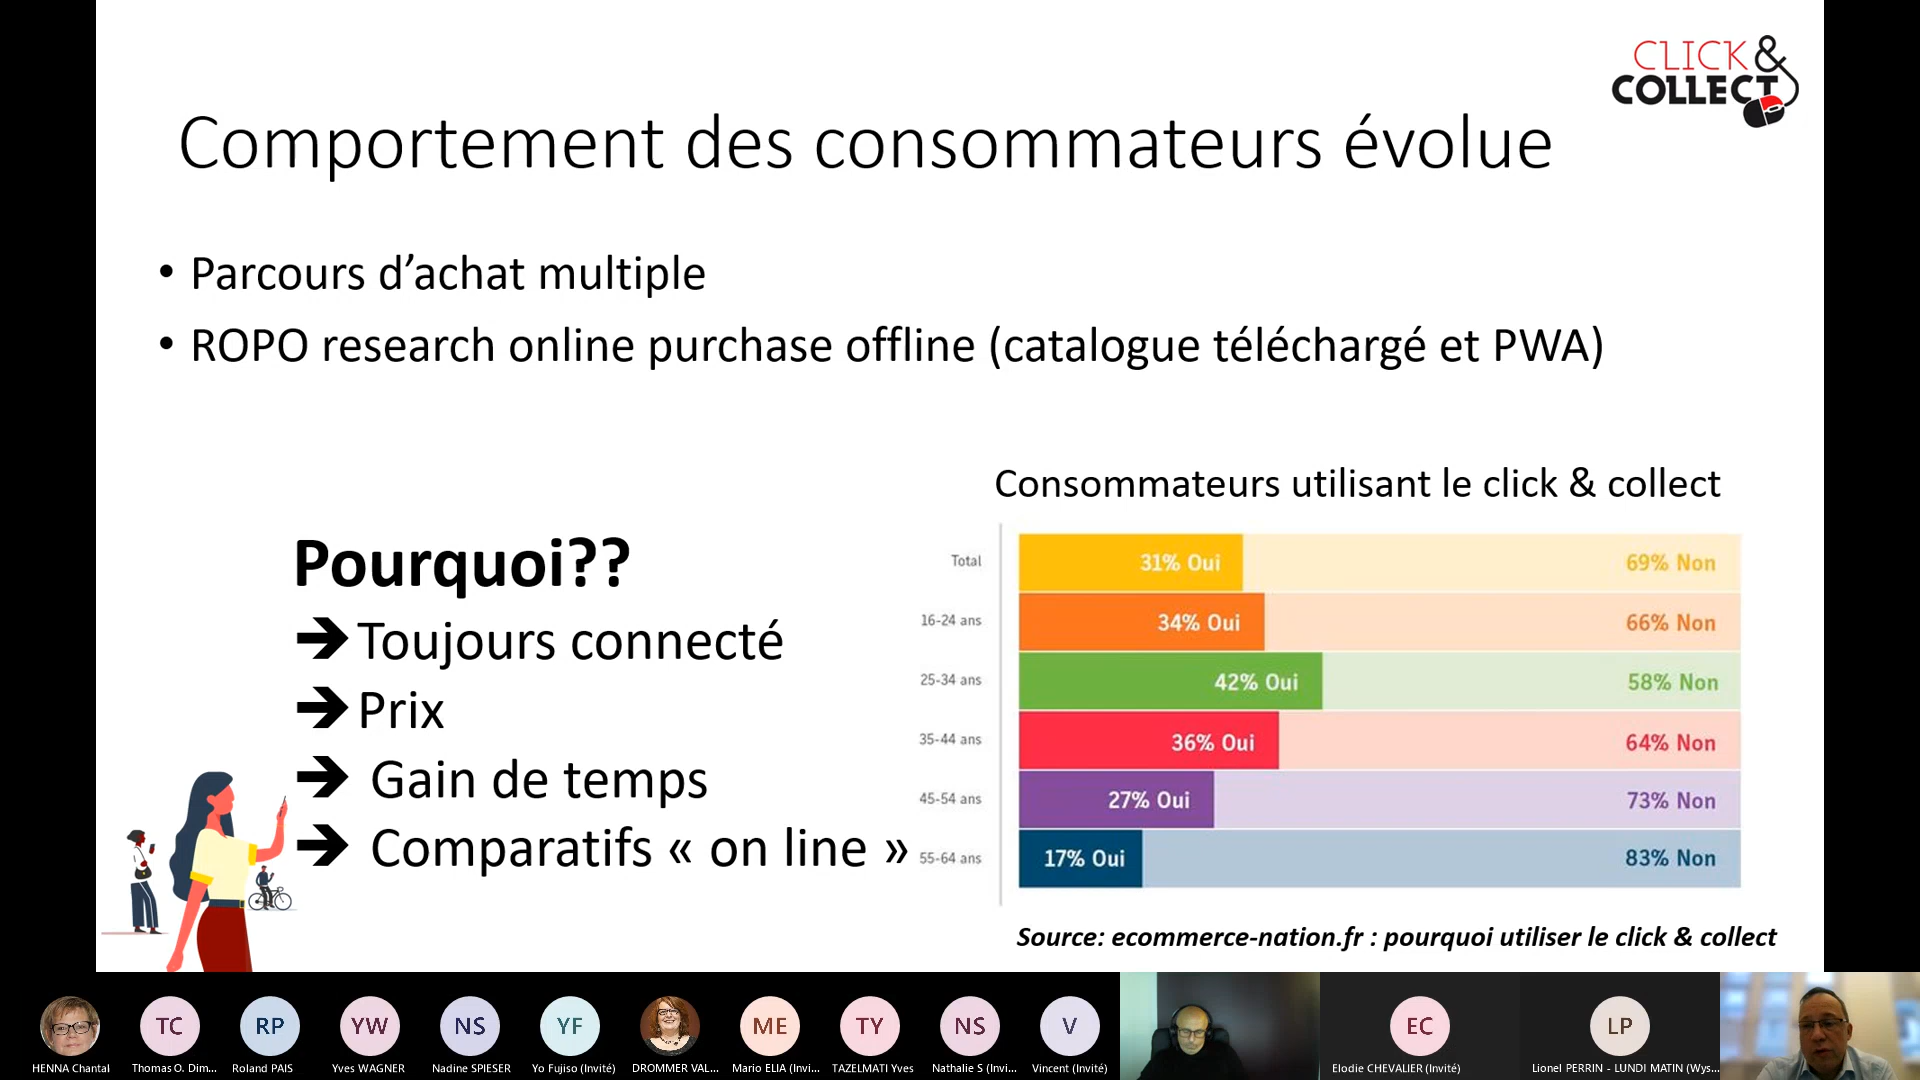 CLICK &
COLLECT
Comportement des consommateurs évolue
• Parcours d’achat multiple
• ROPO research online purchase offline (catalogue téléchargé et PWA)
Pourquoi??
➔ Toujours connecté
➔ Prix
➔ Gain de temps
➔ Comparatifs « on line »
Consommateurs utilisant le click & collect
Total 31% Oui 69% Non
16-24 ans 34% Oui 66% Non
25-34 ans 42% Oui 58% Non
35-44 ans 36% Oui 64% Non
45-54 ans 27% Oui 73% Non
55-64 ans 17% Oui 83% Non
Source: ecommerce-nation.fr : pourquoi utiliser le click & collect
TC RP YW NS YF ME TY NS V EC LP
HENNA Chantal Thomas O. Dim... Roland PAIS Yves WAGNER Nadine SPIESER Yo Fujiso (Invité) DROMMER VAL... Mario ELIA (Invi... TAZELMATI Yves Nathalie S (Invi... Vincent (Invité) Elodie CHEVALIER (Invité) Lionel PERRIN - LUNDI MATIN (Wys...